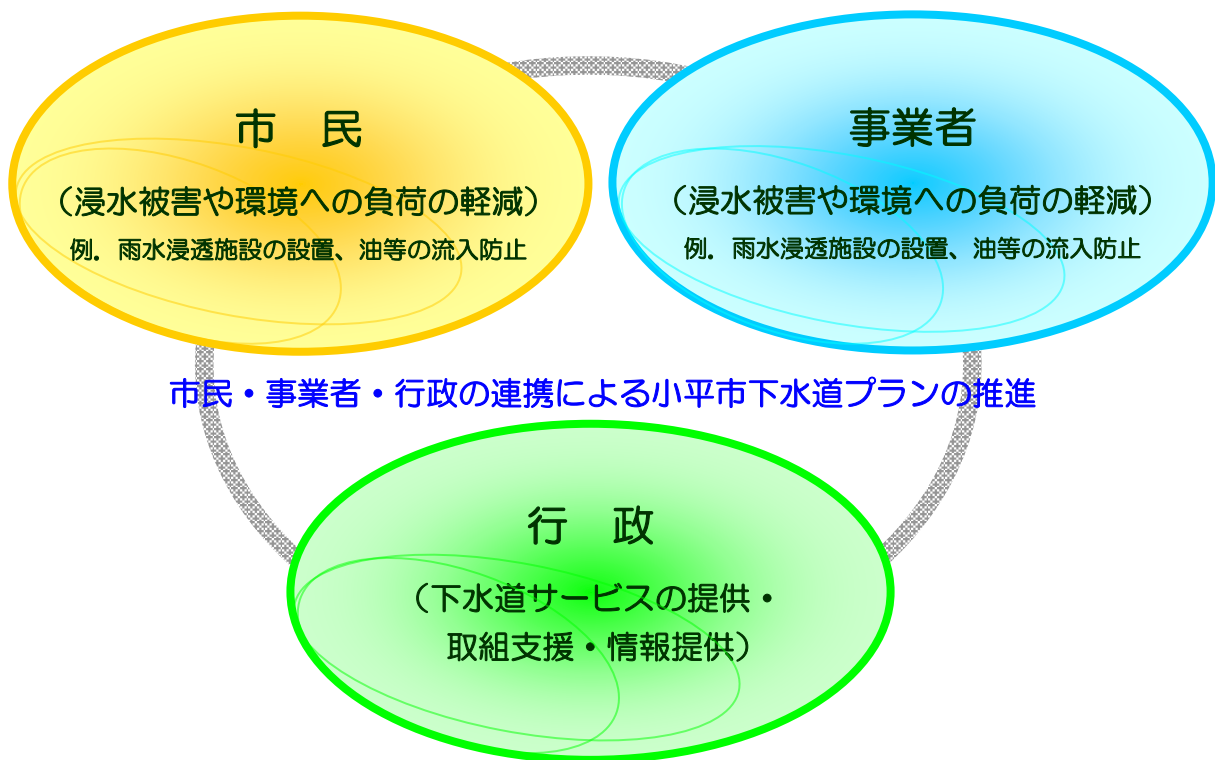 市　民
（浸水被害や環境への負荷の軽減）
例．雨水浸透施設の設置、油等の流入防止
事業者
（浸水被害や環境への負荷の軽減）
例．雨水浸透施設の設置、油等の流入防止
市民・事業者・行政の連携による小平市下水道プランの推進
行　政
（下水道サービスの提供・
取組支援・情報提供）